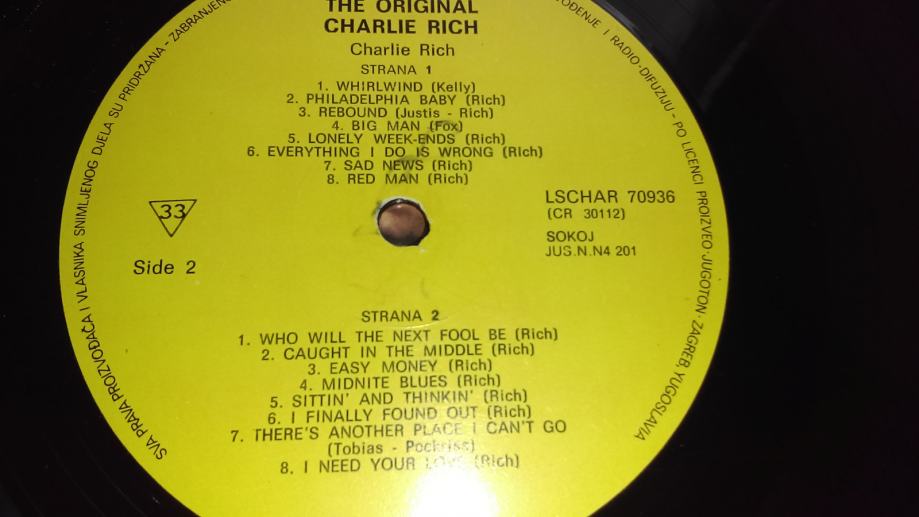 THE ORIGINAL
CHARLIE RICH
Charlie Rich
STRANA 1
1. WHIRLWIND (Kelly)
2. PHILADELPHIA BABY (Rich)
3. REBOUND (Justis - Rich)
4. BIG MAN (Fox)
5. LONELY WEEK-ENDS (Rich)
6. EVERYTHING I DO IS WRONG (Rich)
7. SAD NEWS (Rich)
8. RED MAN (Rich)
33
Side 2
LSCHAR 70936
(CR 30112)
SOKOJ
JUS.N.N4 201
STRANA 2
1. WHO WILL THE NEXT FOOL BE (Rich)
2. CAUGHT IN THE MIDDLE (Rich)
3. EASY MONEY (Rich)
4. MIDNITE BLUES (Rich)
5. SITTIN' AND THINKIN' (Rich)
6. I FINALLY FOUND OUT (Rich)
7. THERE'S ANOTHER PLACE I CAN'T GO
(Tobias - Pockriss)
8. I NEED YOUR LOVE (Rich)
SVA PRAVA PROIZVOĐAČA I VLASNIKA SNIMLJENOG DJELA SU PRIDRŽANA - ZABRANJENO
I RADIO-DIFUZIJU - PO LICENCI PROIZVEO JUGOTON - ZAGREB, YUGOSLAVIA